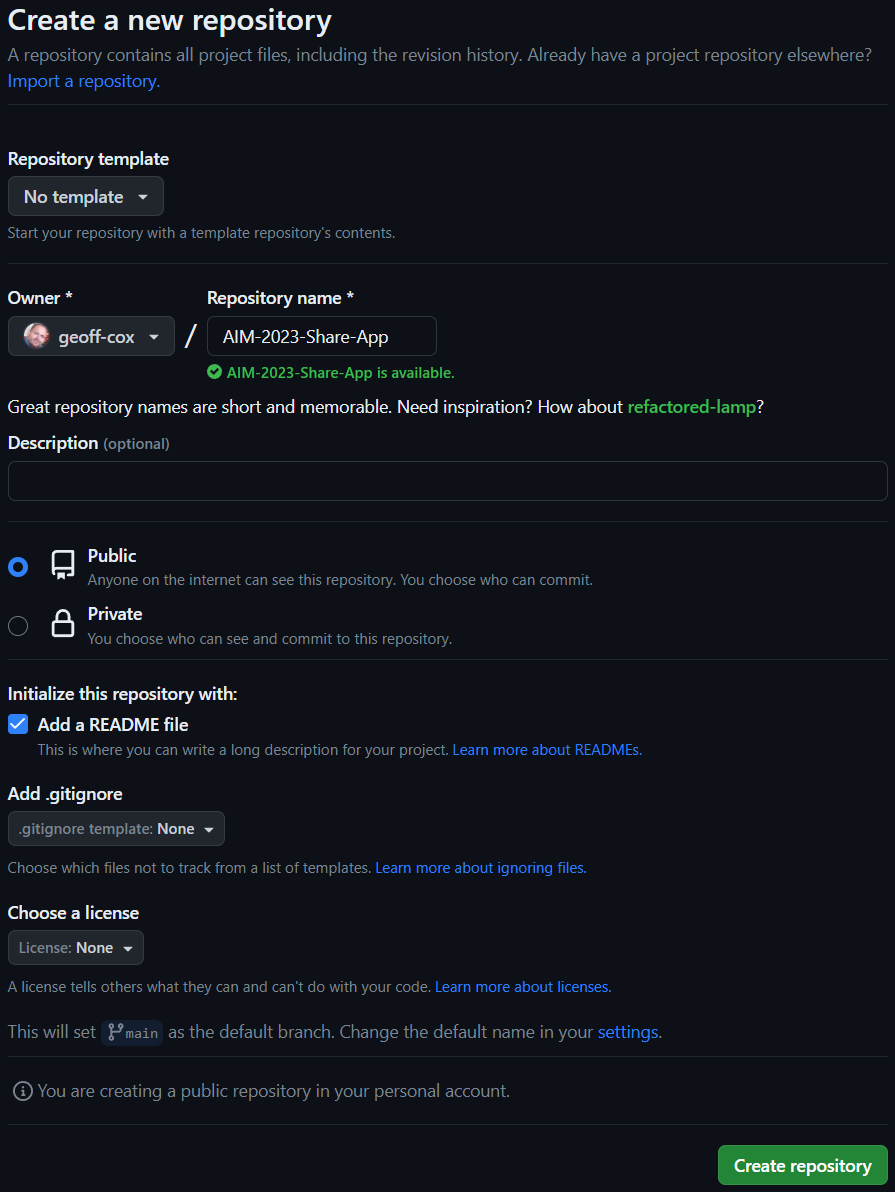 Create a new repository
A repository contains all project files, including the revision history. Already have a project repository elsewhere?
Import a repository.
Repository template
No template
Start your repository with a template repository's contents.
Owner *
Repository name *
geoff-cox
/
AIM-2023-Share-App
AIM-2023-Share-App is available.
Great repository names are short and memorable. Need inspiration? How about refactored-lamp?
Description (optional)
Public
Anyone on the internet can see this repository. You choose who can commit.
Private
You choose who can see and commit to this repository.
Initialize this repository with:
Add a README file
This is where you can write a long description for your project. Learn more about READMEs.
Add .gitignore
.gitignore template: None
Choose which files not to track from a list of templates. Learn more about ignoring files.
Choose a license
License: None
A license tells others what they can and can't do with your code. Learn more about licenses.
This will set main as the default branch. Change the default name in your settings.
You are creating a public repository in your personal account.
Create repository